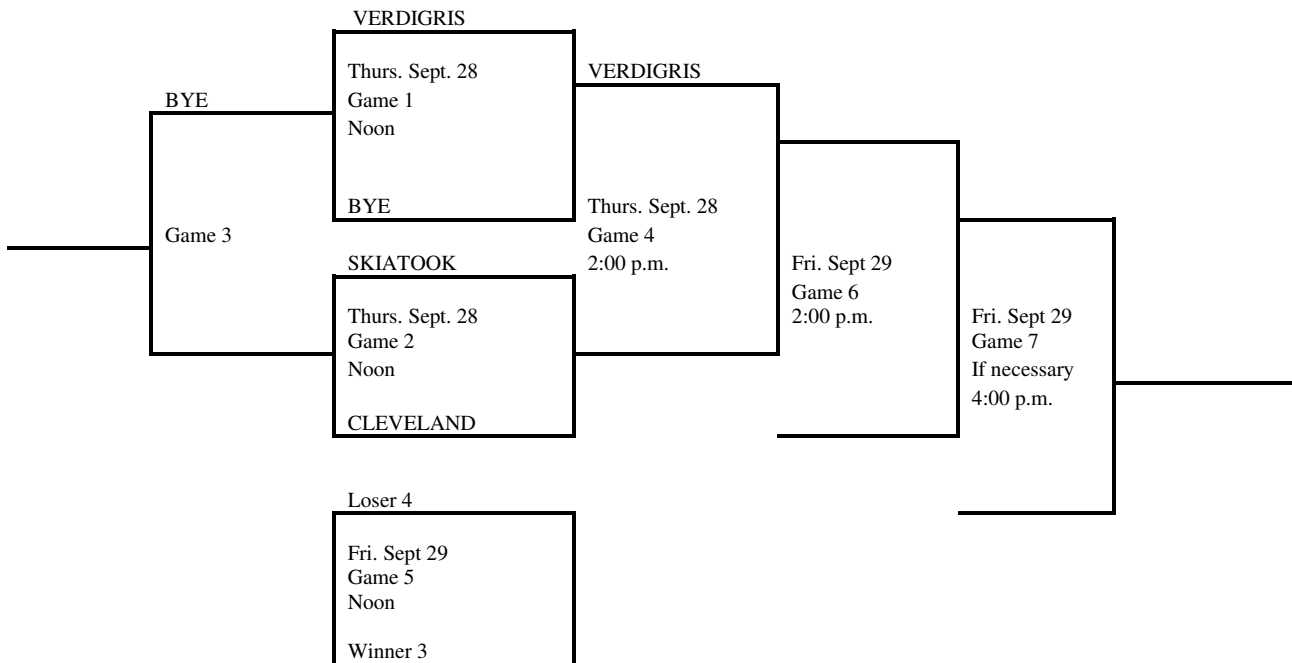 VERDIGRIS
Thurs. Sept. 28
Game 1
Noon
BYE
VERDIGRIS
BYE
Game 3
Thurs. Sept. 28
Game 4
2:00 p.m.
SKIATOOK
Thurs. Sept. 28
Game 2
Noon
CLEVELAND
Fri. Sept 29
Game 6
2:00 p.m.
Fri. Sept 29
Game 7
If necessary
4:00 p.m.
Loser 4
Fri. Sept 29
Game 5
Noon
Winner 3